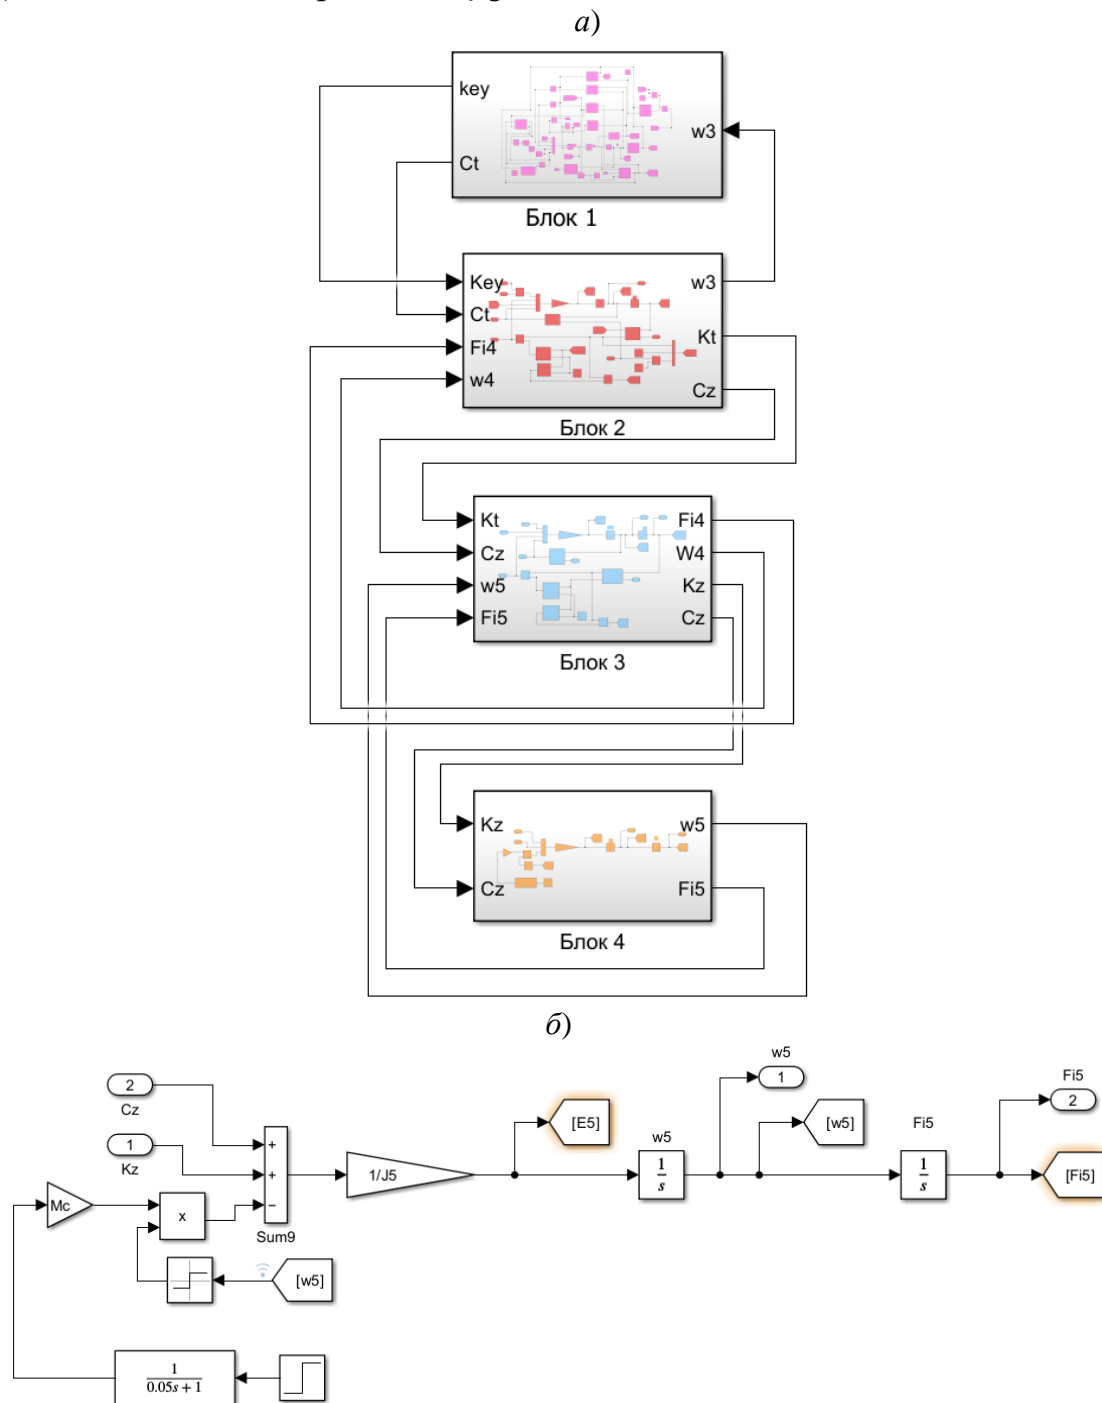 а)
key
Ct
w3
Блок 1
Key
Ct
Fi4
w4
w3
Kt
Cz
Блок 2
Kt
Cz
w5
Fi5
Fi4
W4
Kz
Cz
Блок 3
Kz
Cz
w5
Fi5
Блок 4
б)
w5
1
Fi5
2
2
Cz
1
Kz
+
+
−
Sum9
1/J5
[E5]
w5
1
s
[w5]
Fi5
1
s
[Fi5]
Mc
x
[w5]
1
0.05s + 1